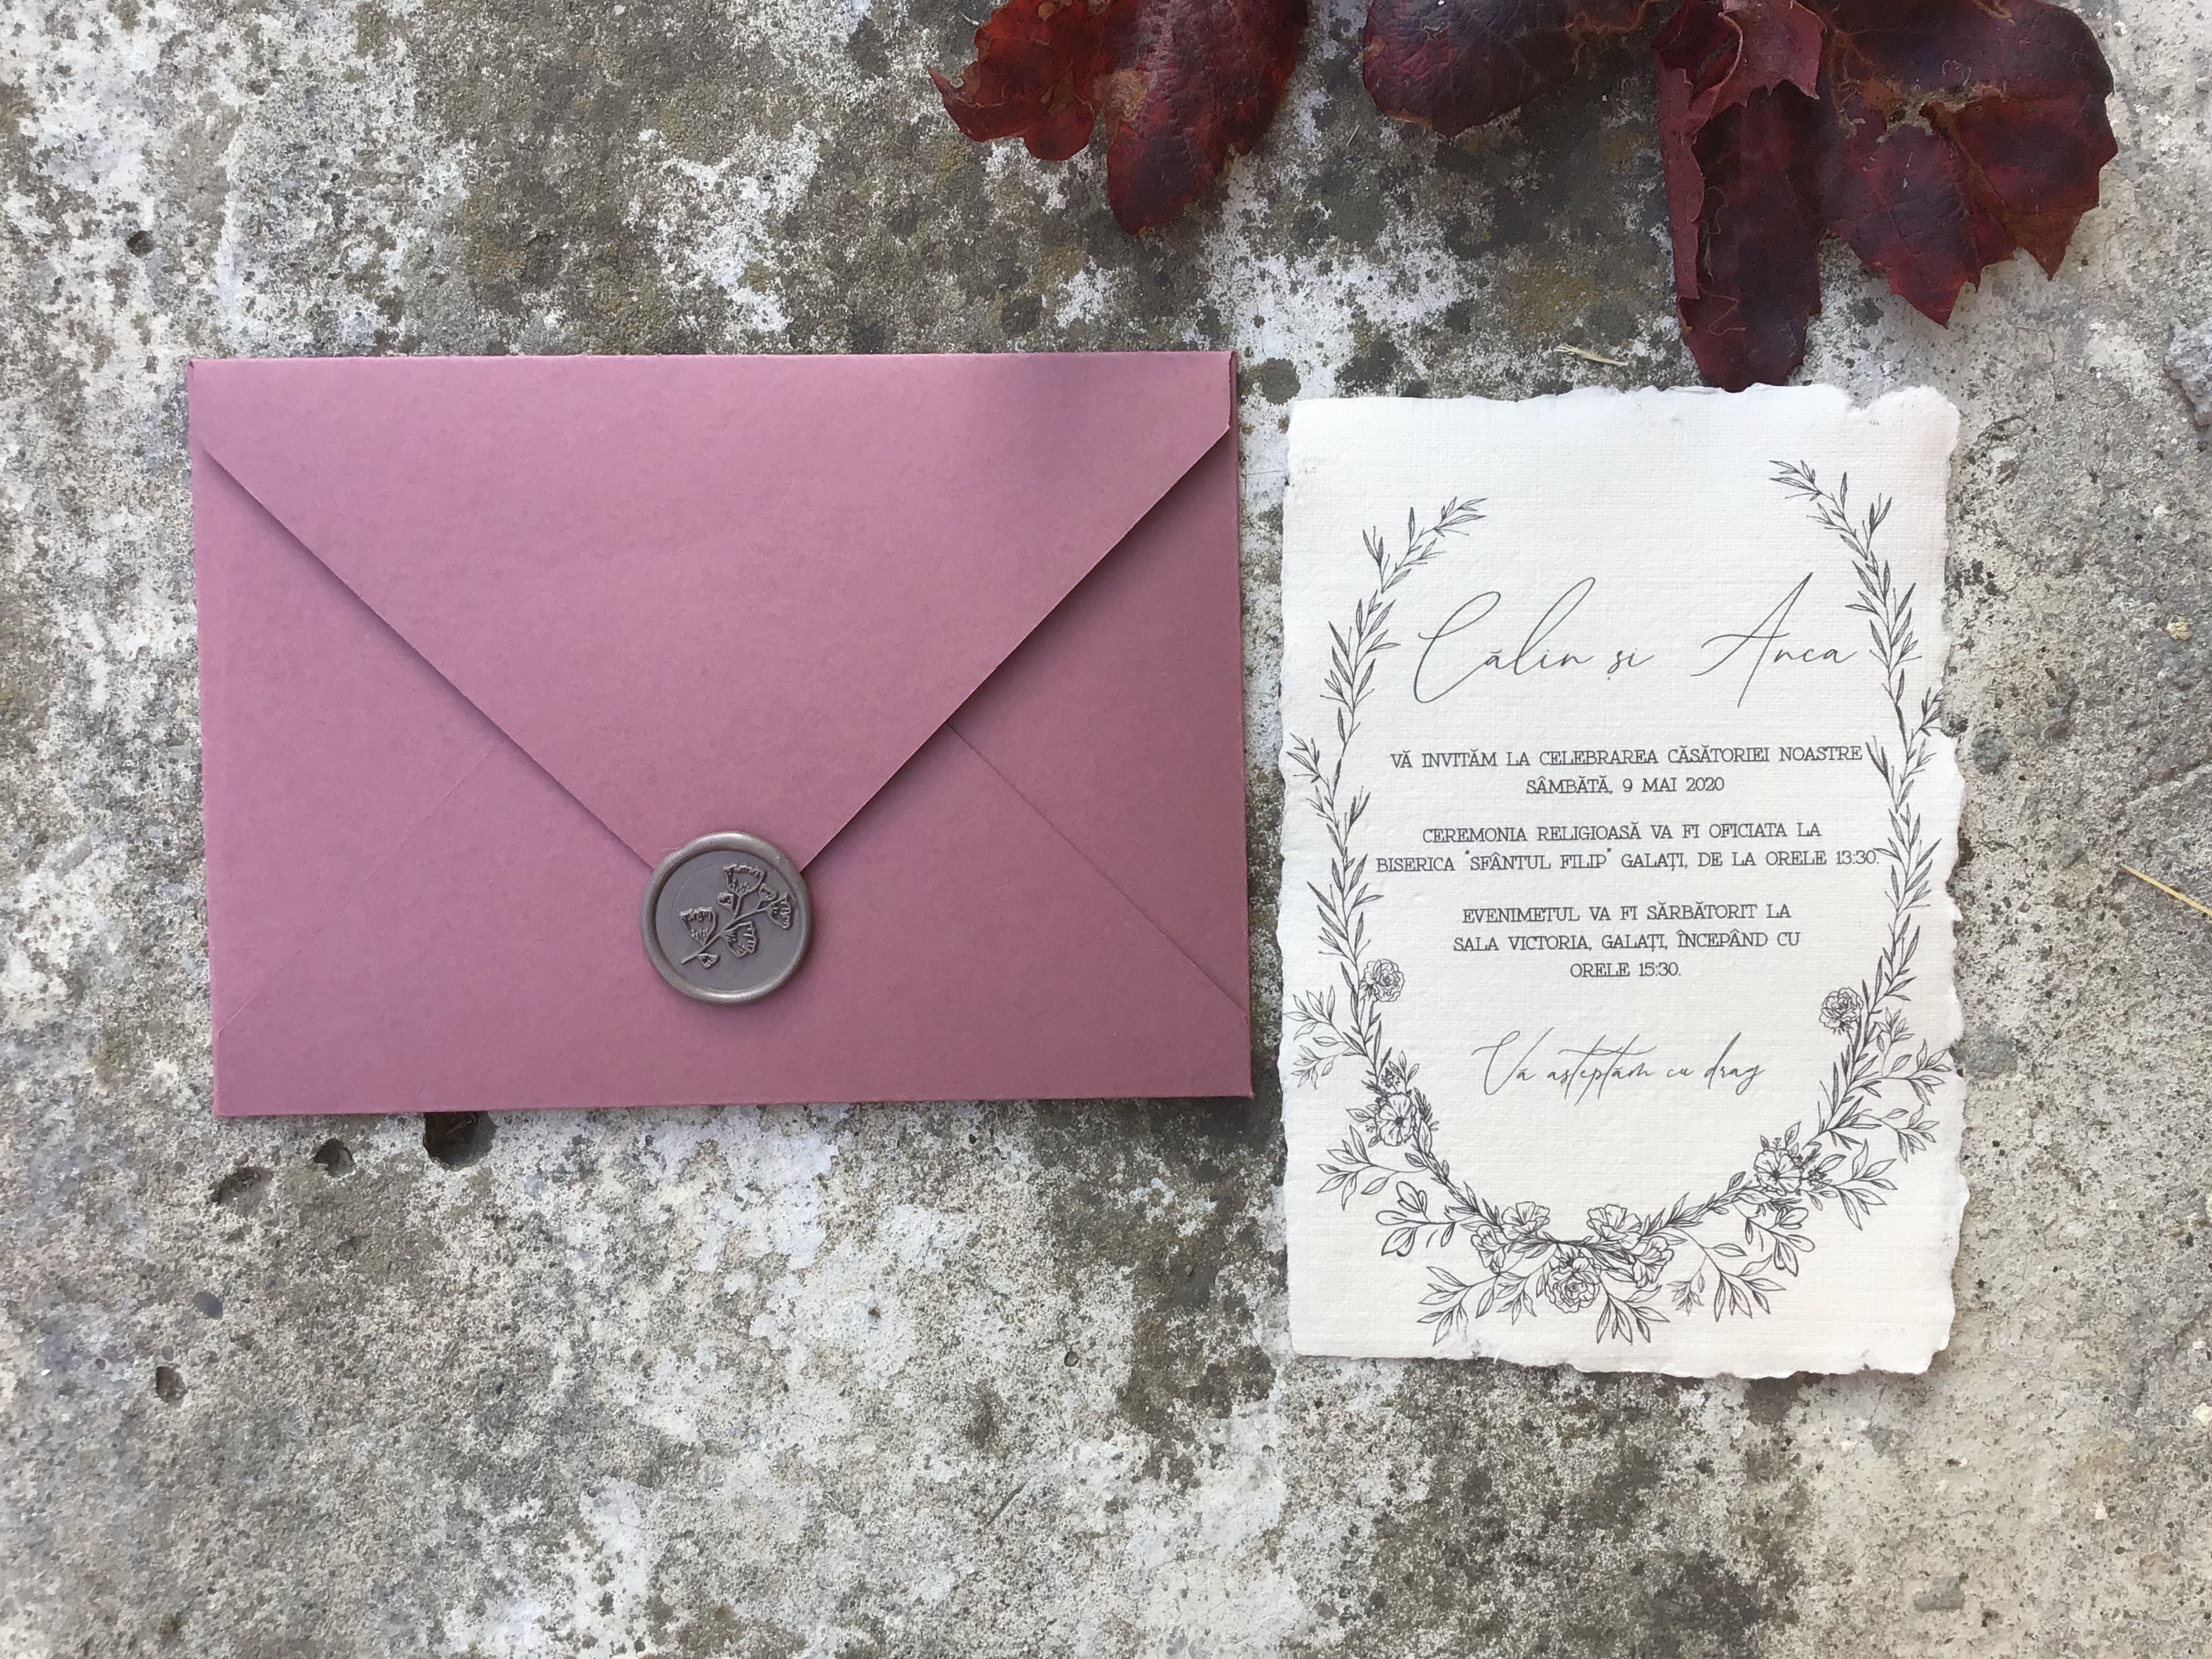 Călin și Anca
VĂ INVITĂM LA CELEBRAREA CĂSĂTORIEI NOASTRE
SÂMBĂTĂ, 9 MAI 2020
CEREMONIA RELIGIOASĂ VA FI OFICIATA LA
BISERICA "SFÂNTUL FILIP" GALAȚI, DE LA ORELE 13:30.
EVENIMETUL VA FI SĂRBĂTORIT LA
SALA VICTORIA, GALAȚI, ÎNCEPÂND CU
ORELE 15:30.
Vă așteptăm cu drag